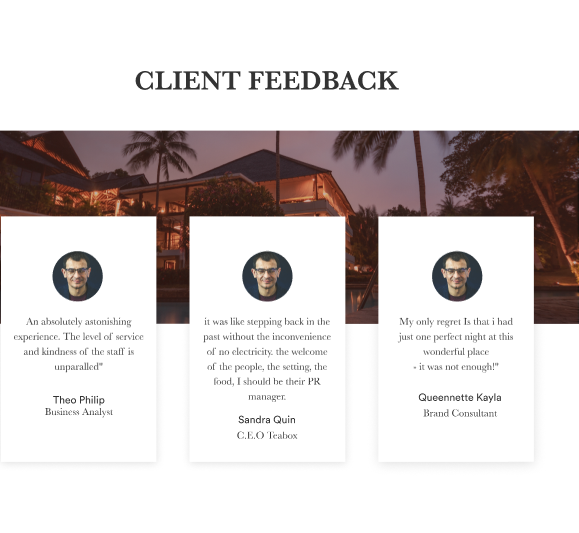 CLIENT FEEDBACK
An absolutely astonishing
experience. The level of service
and kindness of the staff is
unparalled"
Theo Philip
Business Analyst
it was like stepping back in the
past without the inconvenience
of no electricity. the welcome
of the people, the setting, the
food, I should be their PR
manager.
Sandra Quin
C.E.O Teabox
My only regret Is that i had
just one perfect night at this
wonderful place
- it was not enough!"
Queennette Kayla
Brand Consultant